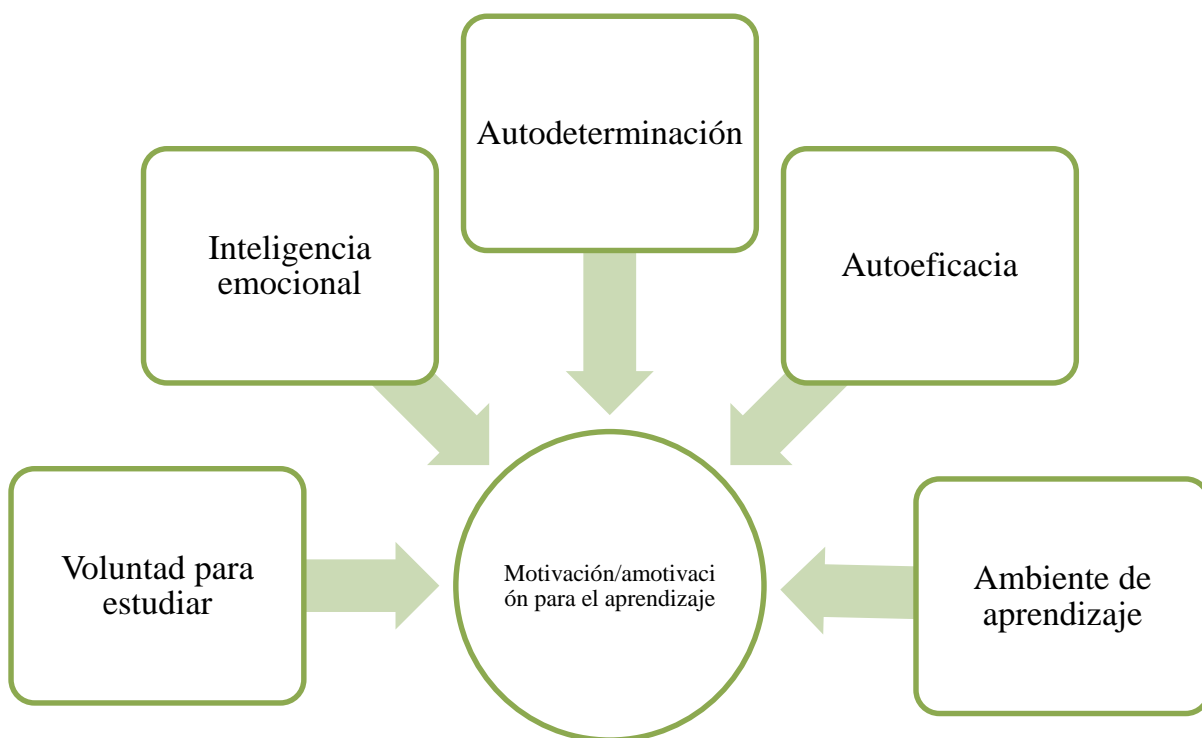 Autodeterminación
Inteligencia
emocional
Autoeficacia
Voluntad para
estudiar
Motivación/amotivaci
ón para el aprendizaje
Ambiente de
aprendizaje